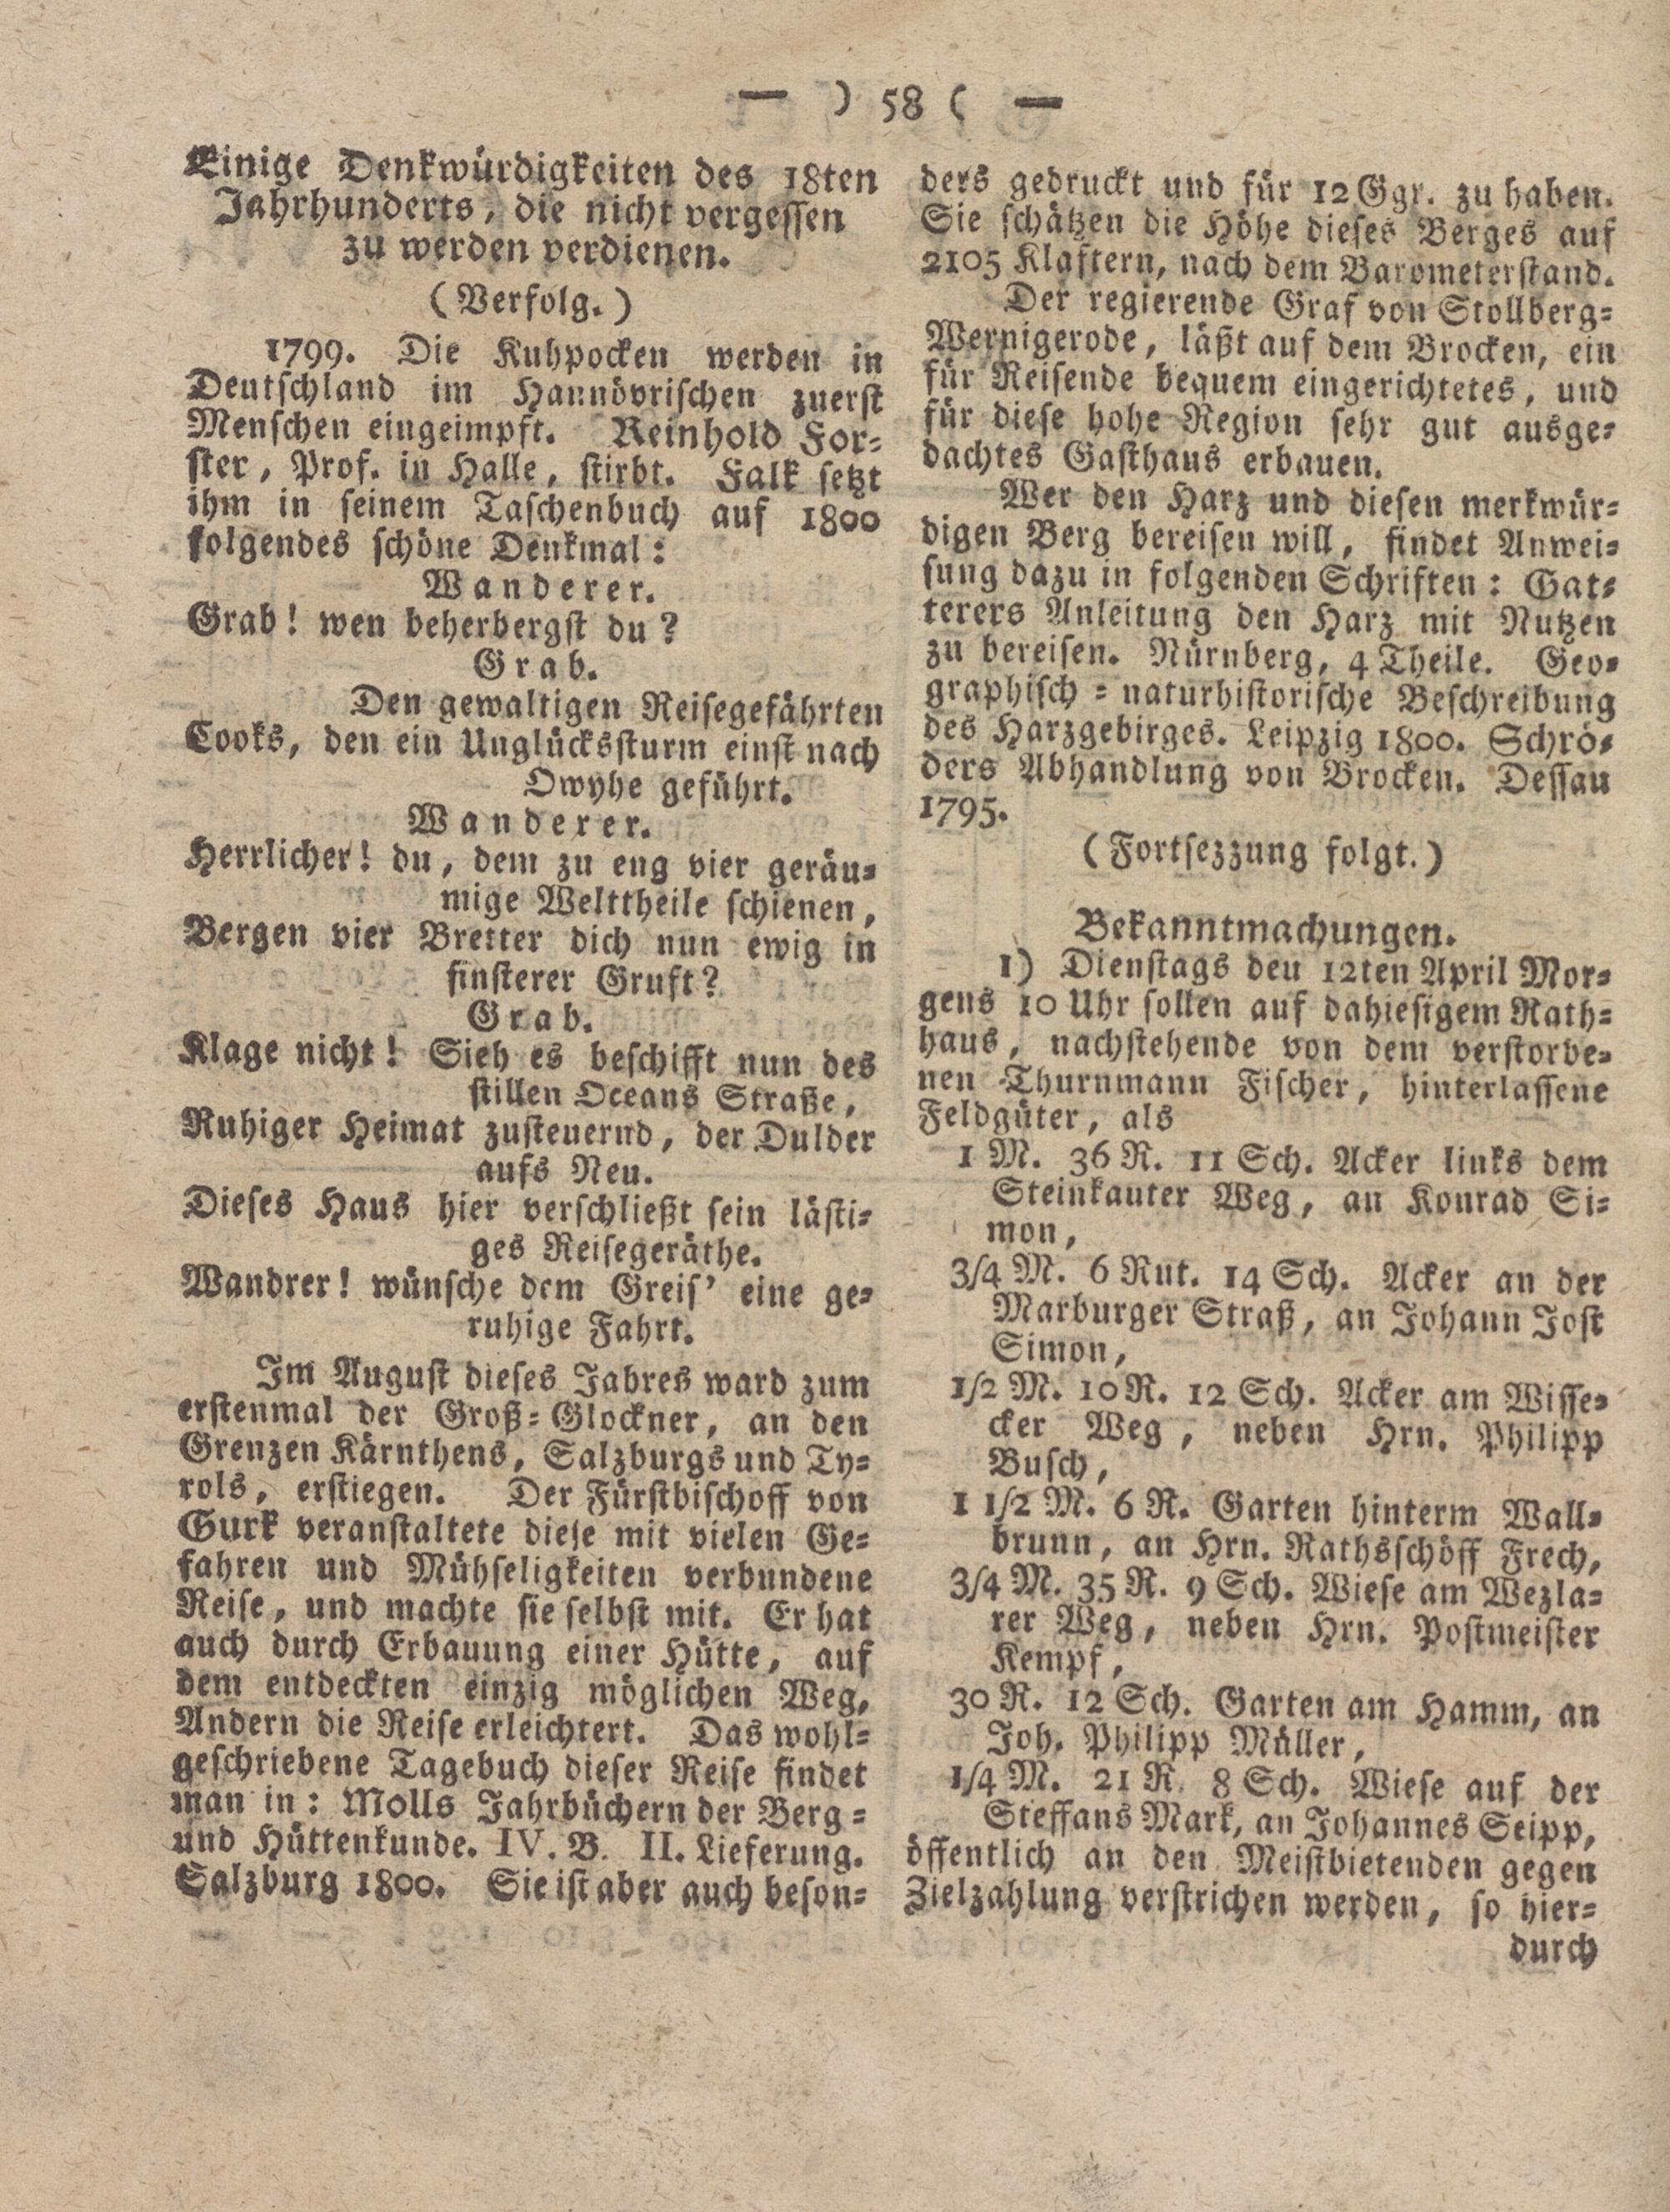 — ) 58 ( —
Einige Denkwürdigkeiten des 18ten
Jahrhunderts, die nicht vergessen
zu werden verdienen.
(Verfolg.)
1799. Die Kuhpocken werden in
Deutschland im Hannövrischen zuerst
Menschen eingeimpft. Reinhold For-
ster, Prof. in Halle, stirbt. Falk setzt
ihm in seinem Taschenbuch auf 1800
folgendes schöne Denkmal:
Wanderer.
Grab! wen beherbergst du?
Grab.
Den gewaltigen Reisegefährten
Cooks, den ein Unglückssturm einst nach
Owyhe geführt.
Wanderer.
Herrlicher! du, dem zu eng vier geräu-
mige Welttheile schienen,
Bergen vier Bretter dich nun ewig in
finsterer Gruft?
Grab.
Klage nicht! Sieh es beschifft nun des
stillen Oceans Straße,
Ruhiger Heimat zusteuernd, der Dulder
aufs Neu.
Dieses Haus hier verschließt sein lästi-
ges Reisegeräthe.
Wandrer! wünsche dem Greis' eine ge-
ruhige Fahrt.
Im August dieses Jahres ward zum
erstenmal der Groß-Glockner, an den
Grenzen Kärnthens, Salzburgs und Ty-
rols, erstiegen. Der Fürstbischoff von
Gurk veranstaltete diese mit vielen Ge-
fahren und Mühseligkeiten verbundene
Reise, und machte sie selbst mit. Er hat
auch durch Erbauung einer Hütte, auf
dem entdeckten einzig möglichen Weg,
Andern die Reise erleichtert. Das wohl-
geschriebene Tagebuch dieser Reise findet
man in: Molls Jahrbüchern der Berg-
und Hüttenkunde. IV. B. II. Lieferung.
Salzburg 1800. Sie ist aber auch beson-
ders gedruckt und für 12 Ggr. zu haben.
Sie schätzen die Höhe dieses Berges auf
2105 Klaftern, nach dem Barometerstand.
Der regierende Graf von Stollberg-
Wernigerode, läßt auf dem Brocken, ein
für Reisende bequem eingerichtetes, und
für diese hohe Region sehr gut ausge-
dachtes Gasthaus erbauen.
Wer den Harz und diesen merkwür-
digen Berg bereisen will, findet Anwei-
sung dazu in folgenden Schriften: Gat-
terers Anleitung den Harz mit Nutzen
zu bereisen. Nürnberg, 4 Theile. Geo-
graphisch-naturhistorische Beschreibung
des Harzgebirges. Leipzig 1800. Schrö-
ders Abhandlung von Brocken. Dessau
1795.
(Fortsezzung folgt.)
Bekanntmachungen.
1) Dienstags den 12ten April Mor-
gens 10 Uhr sollen auf dahiesigem Rath-
haus, nachstehende von dem verstorbe-
nen Thurnmann Fischer, hinterlassene
Feldgüter, als
1 M. 36 R. 11 Sch. Acker links dem
Steinkauter Weg, an Konrad Si-
mon,
3/4 M. 6 Rut. 14 Sch. Acker an der
Marburger Straß, an Johann Jost
Simon,
1/2 M. 10 R. 12 Sch. Acker am Wisse-
cker Weg, neben Hrn. Philipp
Busch,
1 1/2 M. 6 R. Garten hinterm Wall-
brunn, an Hrn. Rathsschöff Frech,
3/4 M. 35 R. 9 Sch. Wiese am Wezla-
rer Weg, neben Hrn. Postmeister
Kempf,
30 R. 12 Sch. Garten am Hamm, an
Joh. Philipp Müller,
1/4 M. 21 R. 8 Sch. Wiese auf der
Steffans Mark, an Johannes Seipp,
öffentlich an den Meistbietenden gegen
Zielzahlung verstrichen werden, so hier-
durch